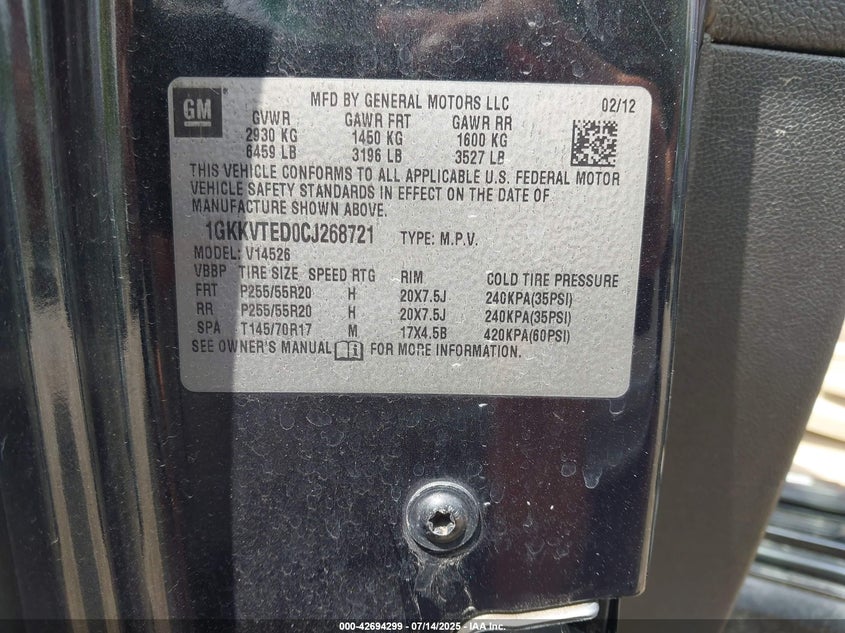 GM
MFD BY GENERAL MOTORS LLC 02/12
GVWR GAWR FRT GAWR RR
2930 KG 1450 KG 1600 KG
6459 LB 3196 LB 3527 LB
THIS VEHICLE CONFORMS TO ALL APPLICABLE U.S. FEDERAL MOTOR
VEHICLE SAFETY STANDARDS IN EFFECT ON THE DATE OF
MANUFACTURE SHOWN ABOVE.
1GKKVTED0CJ268721 TYPE: M.P.V.
MODEL: V14526
VBBP TIRE SIZE SPEED RTG RIM COLD TIRE PRESSURE
FRT P255/55R20 H 20X7.5J 240KPA(35PSI)
RR P255/55R20 H 20X7.5J 240KPA(35PSI)
SPA T145/70R17 M 17X4.5B 420KPA(60PSI)
SEE OWNER'S MANUAL FOR MORE INFORMATION.
000-42694299 - 07/14/2025 - IAA Inc.